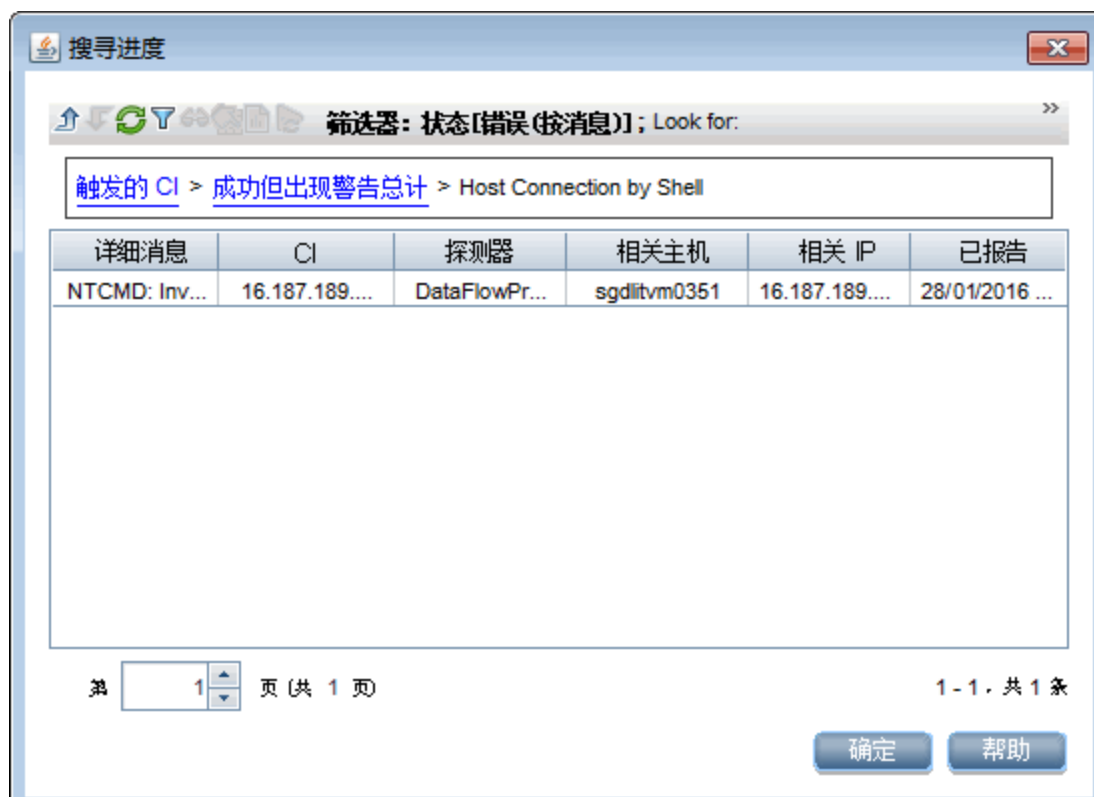 搜寻进度
筛选器：状态[错误(按消息)] ; Look for:
触发的 CI > 成功但出现警告总计 > Host Connection by Shell
详细消息 CI 探测器 相关主机 相关 IP 已报告
NTCMD: Inv... 16.187.189.... DataFlowPr... sgdlitvm0351 16.187.189.... 28/01/2016 ...
第 1 页 (共 1 页) 1-1，共 1 条
确定 帮助